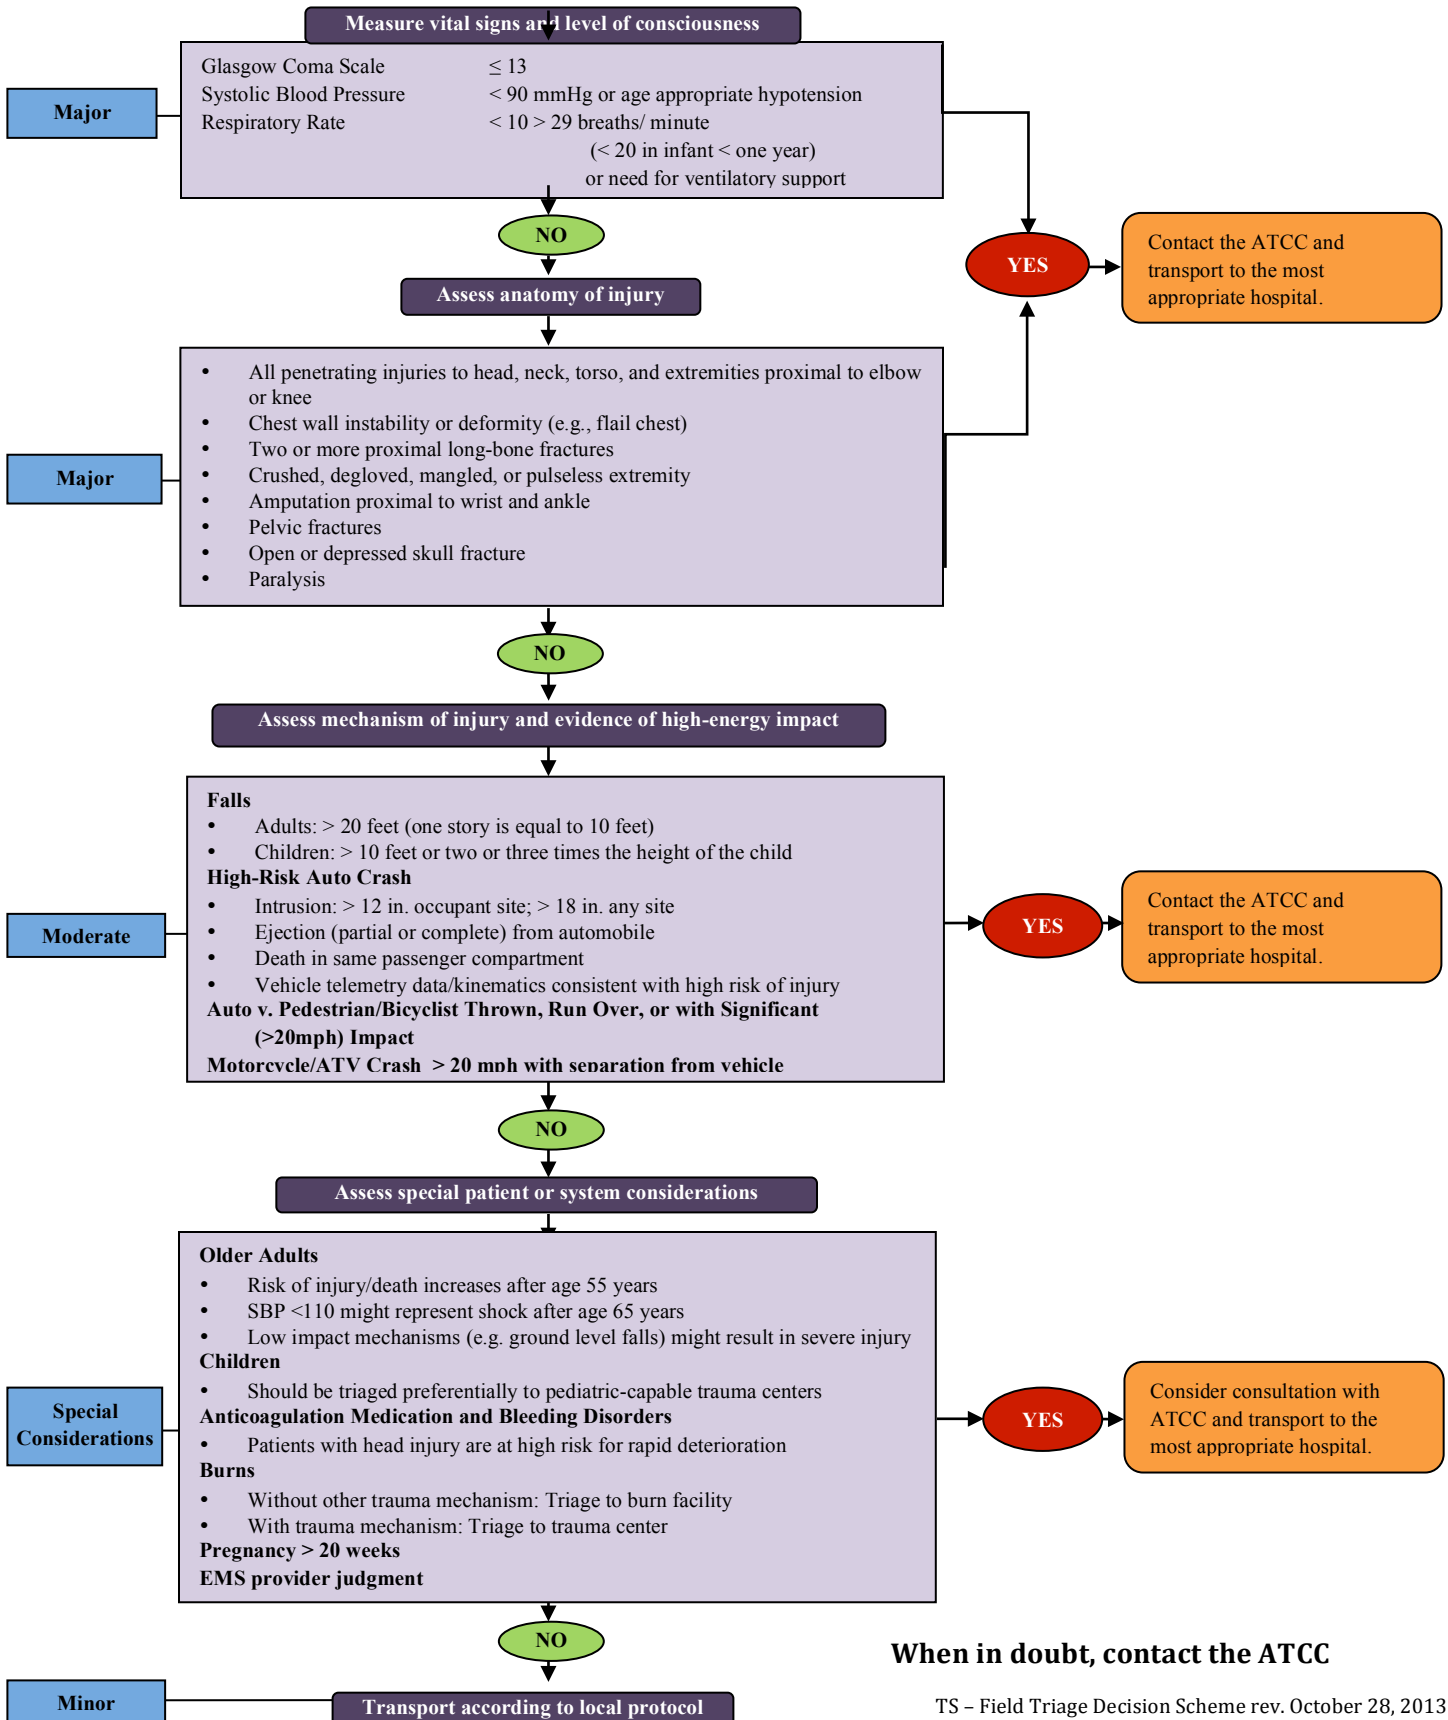 Measure vital signs and level of consciousness
Glasgow Coma Scale ≤ 13
Systolic Blood Pressure < 90 mmHg or age appropriate hypotension
Respiratory Rate < 10 > 29 breaths/ minute
(< 20 in infant < one year)
or need for ventilatory support
Major
NO
YES
Contact the ATCC and
transport to the most
appropriate hospital.
Assess anatomy of injury
• All penetrating injuries to head, neck, torso, and extremities proximal to elbow
or knee
• Chest wall instability or deformity (e.g., flail chest)
• Two or more proximal long-bone fractures
• Crushed, degloved, mangled, or pulseless extremity
• Amputation proximal to wrist and ankle
• Pelvic fractures
• Open or depressed skull fracture
• Paralysis
Major
NO
Assess mechanism of injury and evidence of high-energy impact
Falls
• Adults: > 20 feet (one story is equal to 10 feet)
• Children: > 10 feet or two or three times the height of the child
High-Risk Auto Crash
• Intrusion: > 12 in. occupant site; > 18 in. any site
• Ejection (partial or complete) from automobile
• Death in same passenger compartment
• Vehicle telemetry data/kinematics consistent with high risk of injury
Auto v. Pedestrian/Bicyclist Thrown, Run Over, or with Significant
(>20mph) Impact
Motorcycle/ATV Crash > 20 mph with separation from vehicle
Moderate
YES
Contact the ATCC and
transport to the most
appropriate hospital.
NO
Assess special patient or system considerations
Older Adults
• Risk of injury/death increases after age 55 years
• SBP <110 might represent shock after age 65 years
• Low impact mechanisms (e.g. ground level falls) might result in severe injury
Children
• Should be triaged preferentially to pediatric-capable trauma centers
Anticoagulation Medication and Bleeding Disorders
• Patients with head injury are at high risk for rapid deterioration
Burns
• Without other trauma mechanism: Triage to burn facility
• With trauma mechanism: Triage to trauma center
Pregnancy > 20 weeks
EMS provider judgment
Special
Considerations
YES
Consider consultation with
ATCC and transport to the
most appropriate hospital.
NO
When in doubt, contact the ATCC
Minor
Transport according to local protocol
TS – Field Triage Decision Scheme rev. October 28, 2013